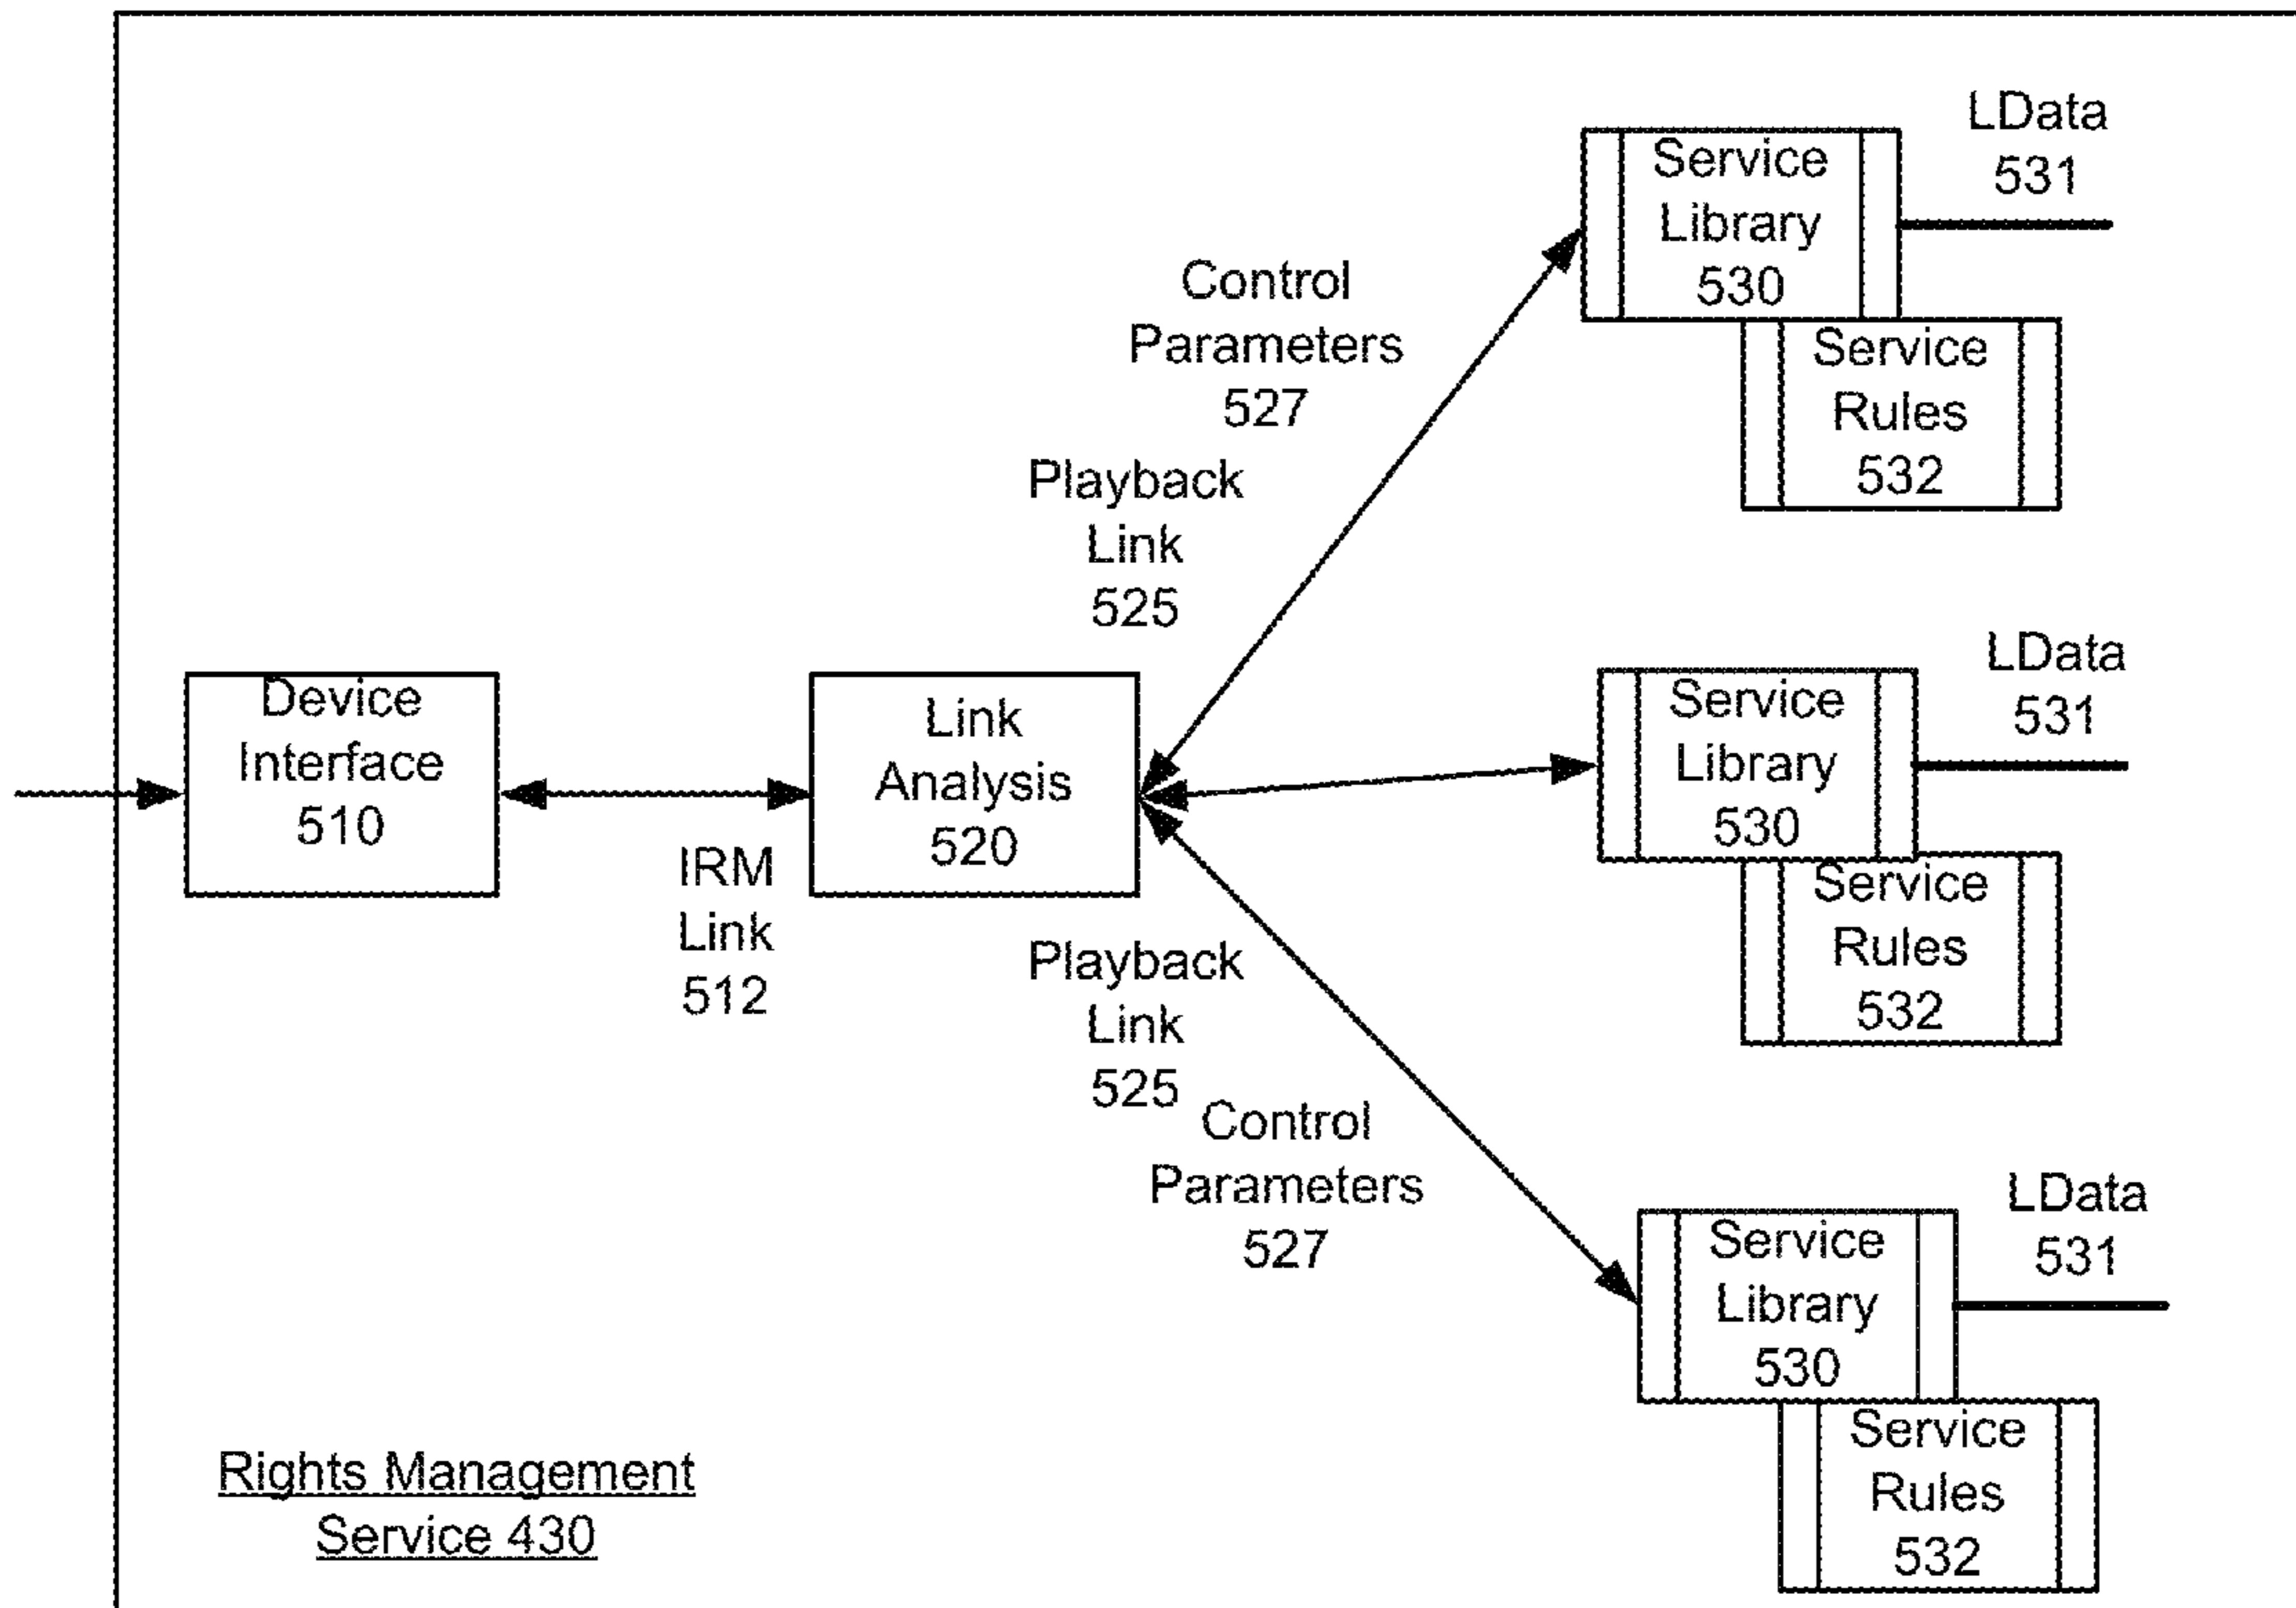 LData
531
Service
Library
530
Control
Parameters
527
Service
Rules
532
Playback
Link
525
LData
531
Device
Interface
510
Link
Analysis
520
Service
Library
530
IRM
Link
512
Service
Rules
532
Playback
Link
525
Control
Parameters
527
LData
531
Service
Library
530
Service
Rules
532
Rights Management
Service 430